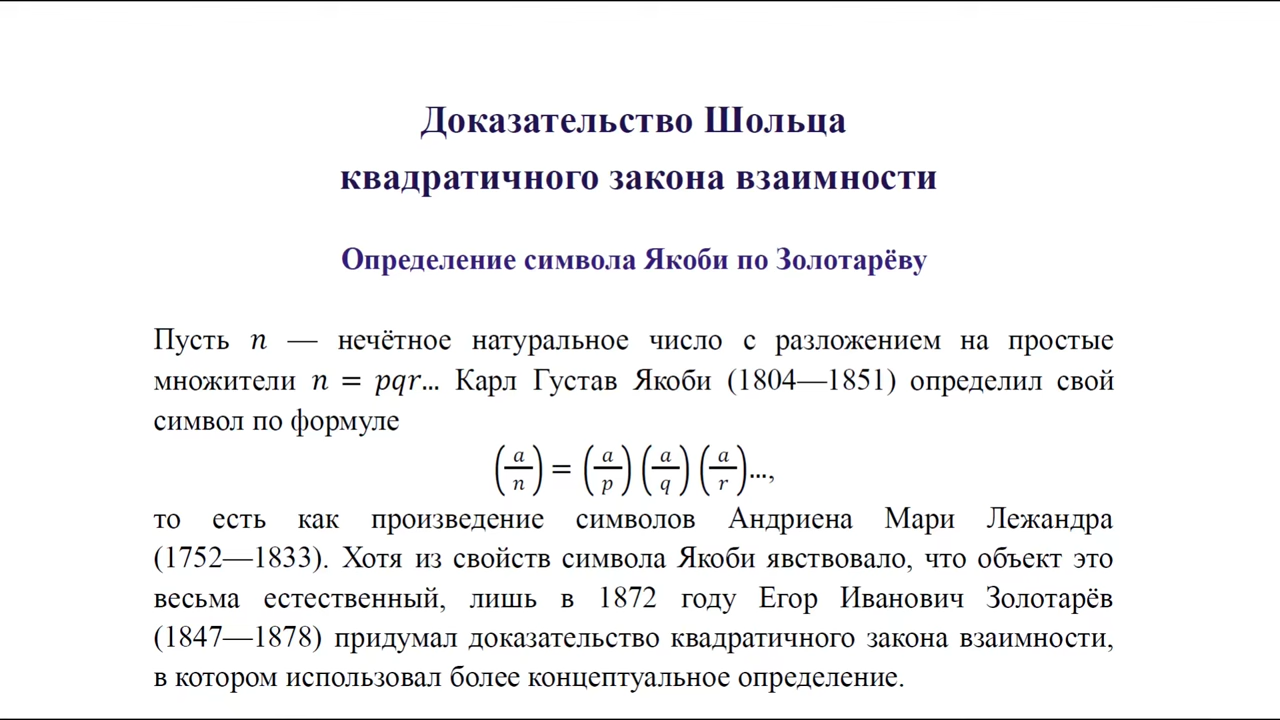 Доказательство Шольца
квадратичного закона взаимности
Определение символа Якоби по Золотарёву
Пусть n — нечётное натуральное число с разложением на простые
множители n = pqr... Карл Густав Якоби (1804—1851) определил свой
символ по формуле
(a/n) = (a/p) (a/q) (a/r)...,
то есть как произведение символов Андриена Мари Лежандра
(1752—1833). Хотя из свойств символа Якоби явствовало, что объект это
весьма естественный, лишь в 1872 году Егор Иванович Золотарёв
(1847—1878) придумал доказательство квадратичного закона взаимности,
в котором использовал более концептуальное определение.